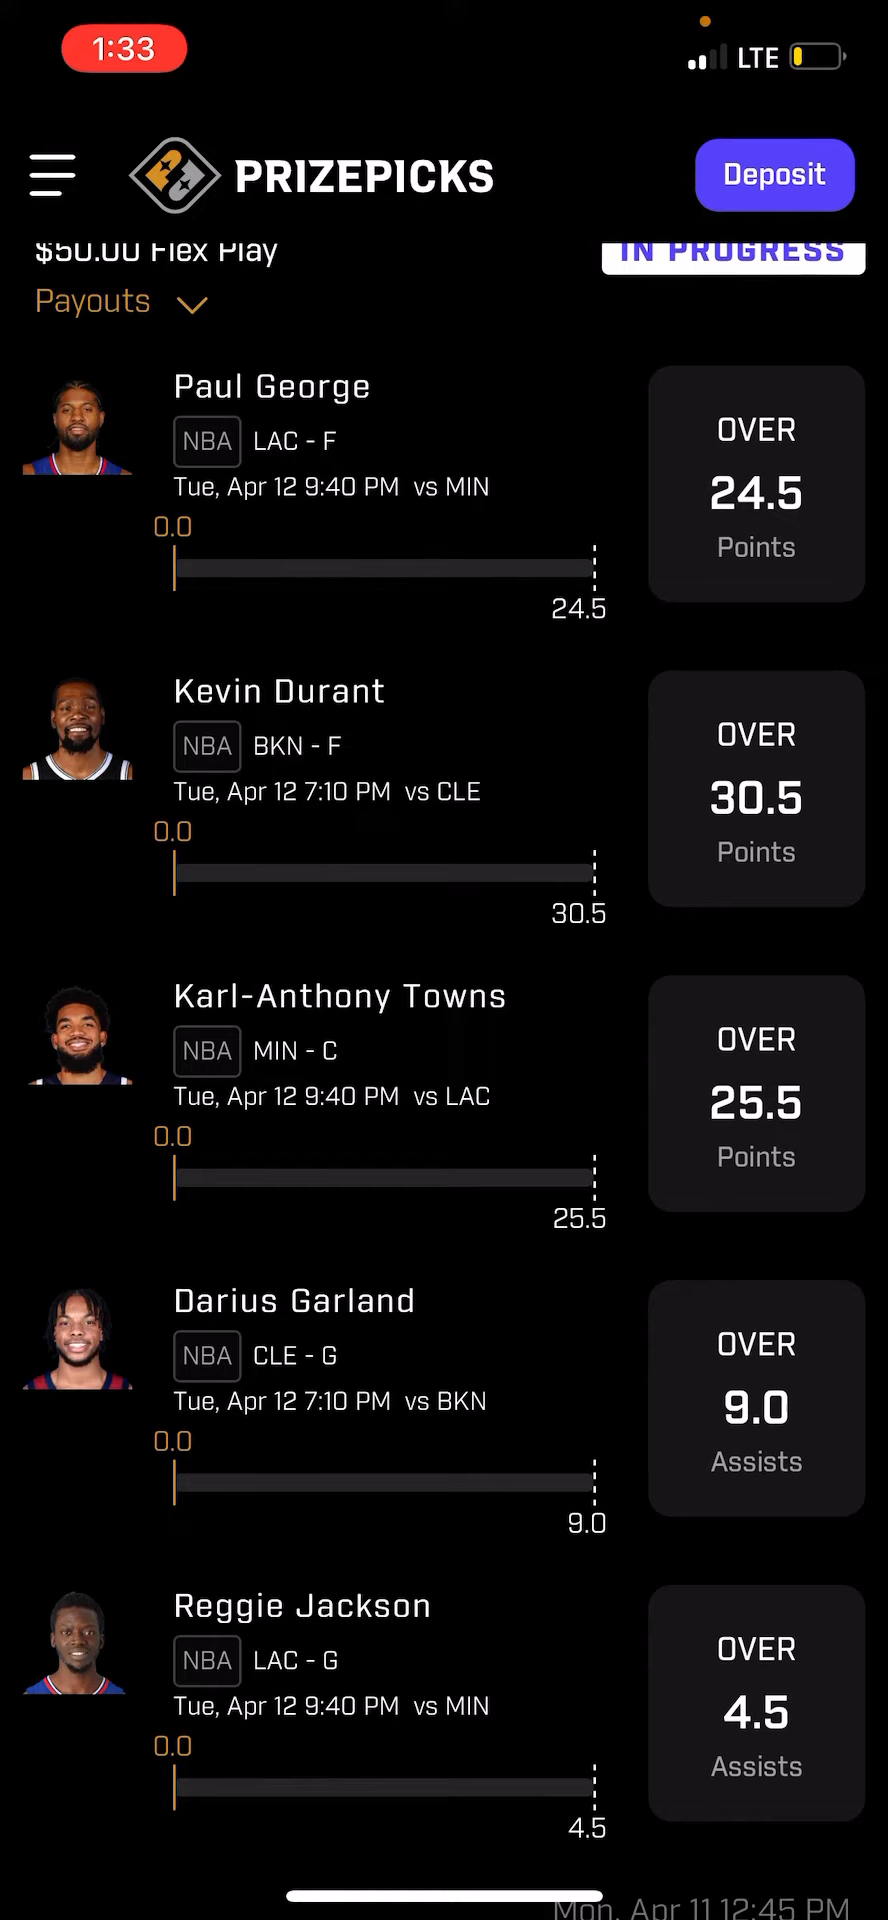 1:33
LTE
PRIZEPICKS
Deposit
$50.00 Flex Play
IN PROGRESS
Payouts
Paul George
NBA LAC - F
Tue, Apr 12 9:40 PM vs MIN
0.0
24.5
OVER
24.5
Points
Kevin Durant
NBA BKN - F
Tue, Apr 12 7:10 PM vs CLE
0.0
30.5
OVER
30.5
Points
Karl-Anthony Towns
NBA MIN - C
Tue, Apr 12 9:40 PM vs LAC
0.0
25.5
OVER
25.5
Points
Darius Garland
NBA CLE - G
Tue, Apr 12 7:10 PM vs BKN
0.0
9.0
OVER
9.0
Assists
Reggie Jackson
NBA LAC - G
Tue, Apr 12 9:40 PM vs MIN
0.0
4.5
OVER
4.5
Assists
Mon, Apr 11 12:45 PM